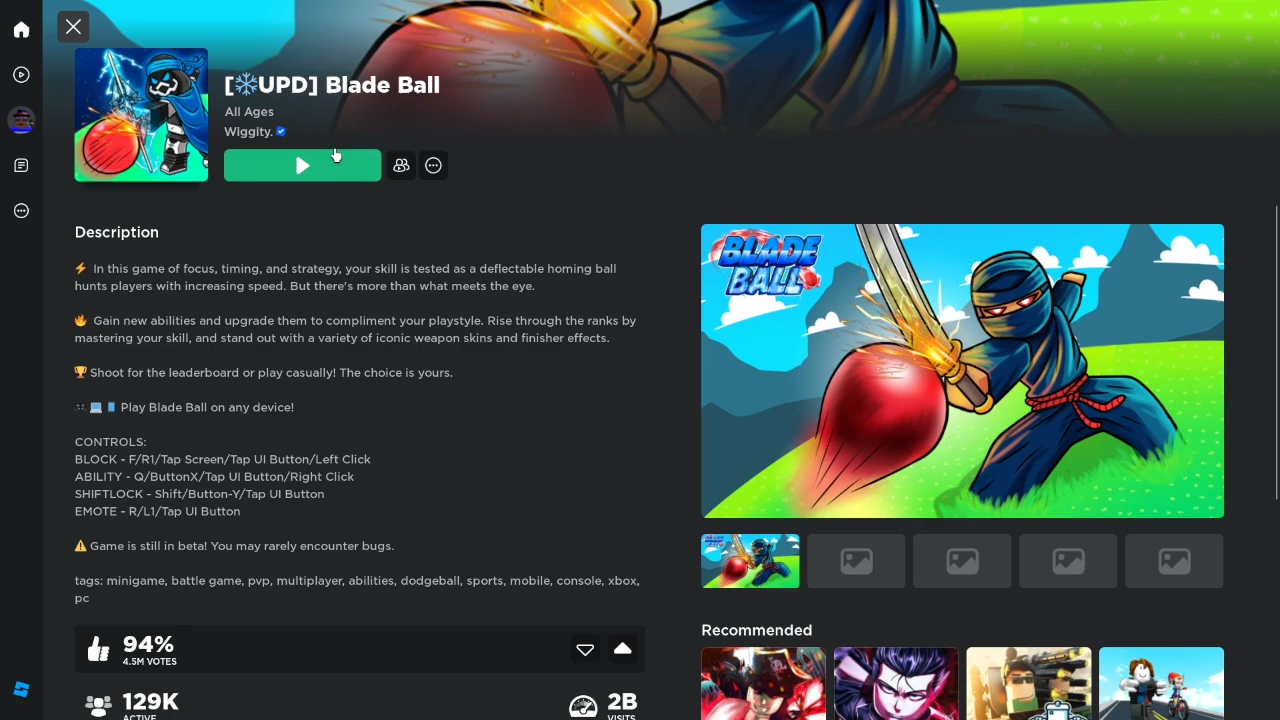 [❄UPD] Blade Ball
All Ages
Wiggity.
Description
⚡ In this game of focus, timing, and strategy, your skill is tested as a deflectable homing ball
hunts players with increasing speed. But there's more than what meets the eye.
🔥 Gain new abilities and upgrade them to compliment your playstyle. Rise through the ranks by
mastering your skill, and stand out with a variety of iconic weapon skins and finisher effects.
🏆Shoot for the leaderboard or play casually! The choice is yours.
🎮💻📱 Play Blade Ball on any device!
CONTROLS:
BLOCK - F/R1/Tap Screen/Tap UI Button/Left Click
ABILITY - Q/ButtonX/Tap UI Button/Right Click
SHIFTLOCK - Shift/Button-Y/Tap UI Button
EMOTE - R/L1/Tap UI Button
⚠️Game is still in beta! You may rarely encounter bugs.
tags: minigame, battle game, pvp, multiplayer, abilities, dodgeball, sports, mobile, console, xbox,
pc
94%
4.5M VOTES
129K
ACTIVE
2B
VISITS
BLADE
BALL
Recommended